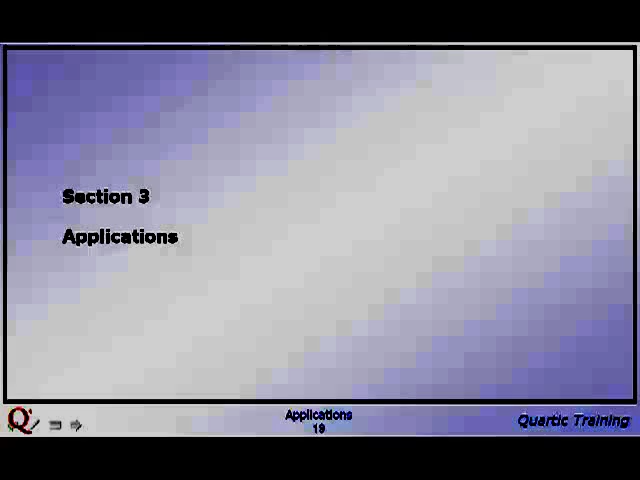 Section 3
Applications
Applications
19
Q
Quartic Training